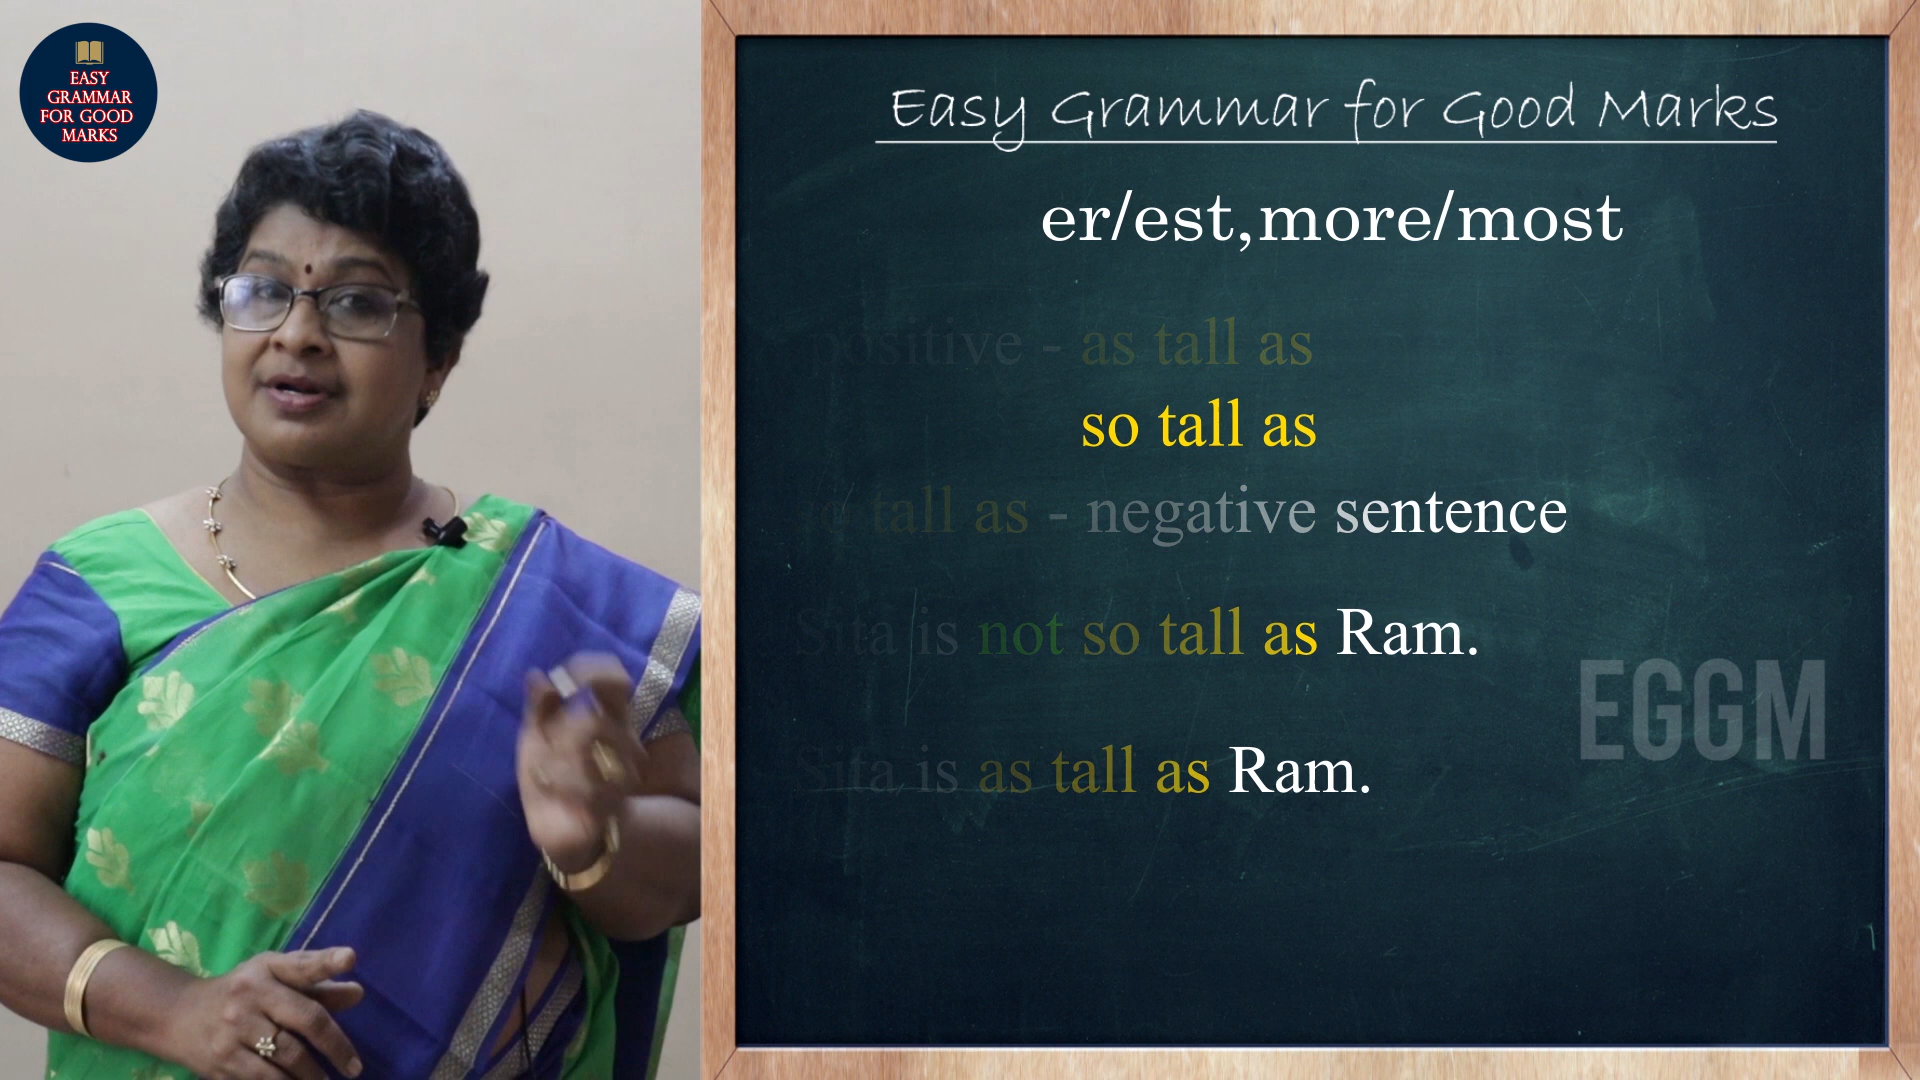 EASY
GRAMMAR
FOR GOOD
MARKS
Easy Grammar for Good Marks
er/est,more/most
positive - as tall as
so tall as
so tall as - negative sentence
Sita is not so tall as Ram.
EGGM
Sita is as tall as Ram.